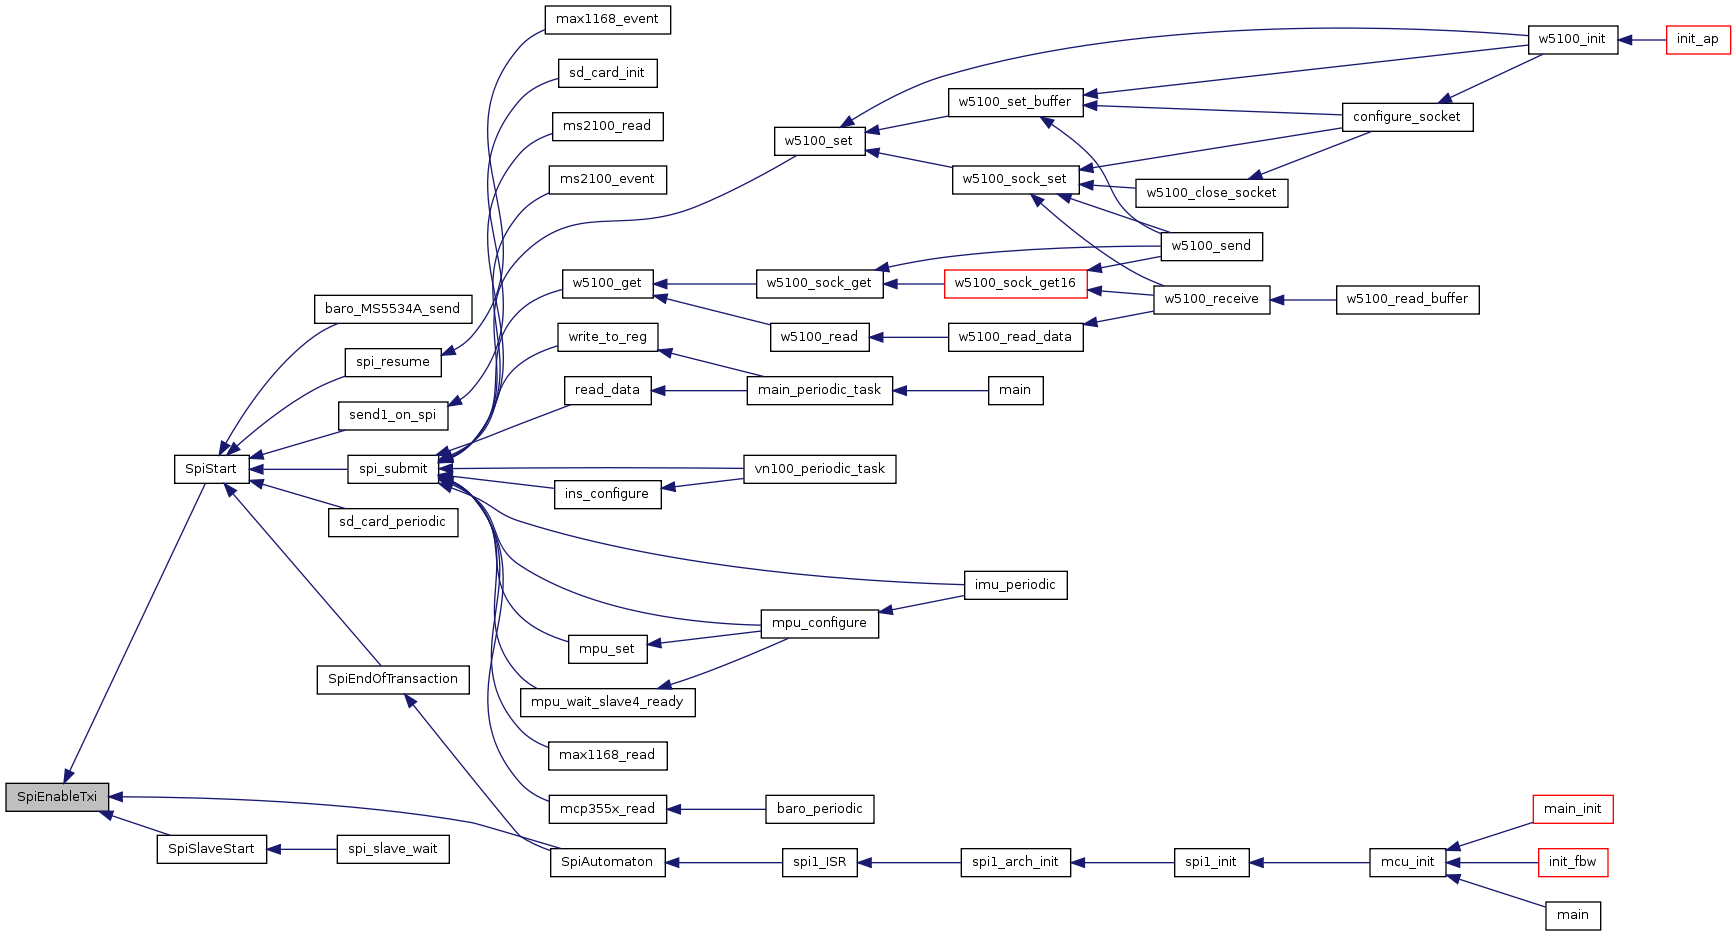 max1168_event
w5100_init
init_ap
sd_card_init
w5100_set_buffer
configure_socket
ms2100_read
w5100_set
ms2100_event
w5100_sock_set
w5100_close_socket
w5100_send
w5100_get
w5100_sock_get
w5100_sock_get16
w5100_receive
w5100_read_buffer
baro_MS5534A_send
write_to_reg
w5100_read
w5100_read_data
spi_resume
read_data
main_periodic_task
main
send1_on_spi
SpiStart
spi_submit
vn100_periodic_task
ins_configure
sd_card_periodic
imu_periodic
mpu_configure
mpu_set
SpiEndOfTransaction
mpu_wait_slave4_ready
max1168_read
SpiEnableTxi
mcp355x_read
baro_periodic
main_init
SpiSlaveStart
spi_slave_wait
SpiAutomaton
spi1_ISR
spi1_arch_init
spi1_init
mcu_init
init_fbw
main